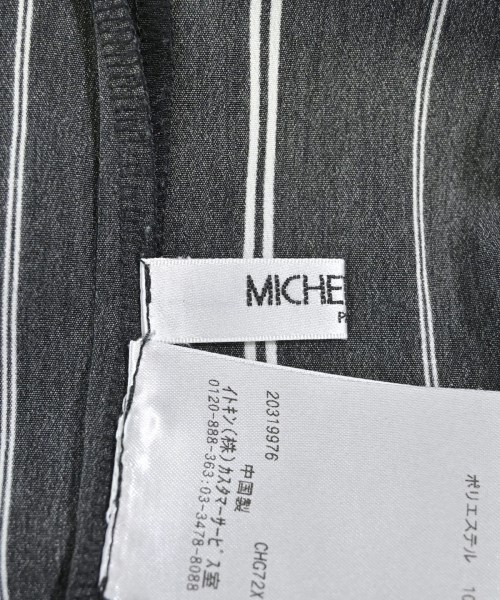 MICHE
P
ポリエステル 10
20319976
中国製 CHG72X
イトキン(株)カスタマーサービス室
0120-888-363:03-3478-8088